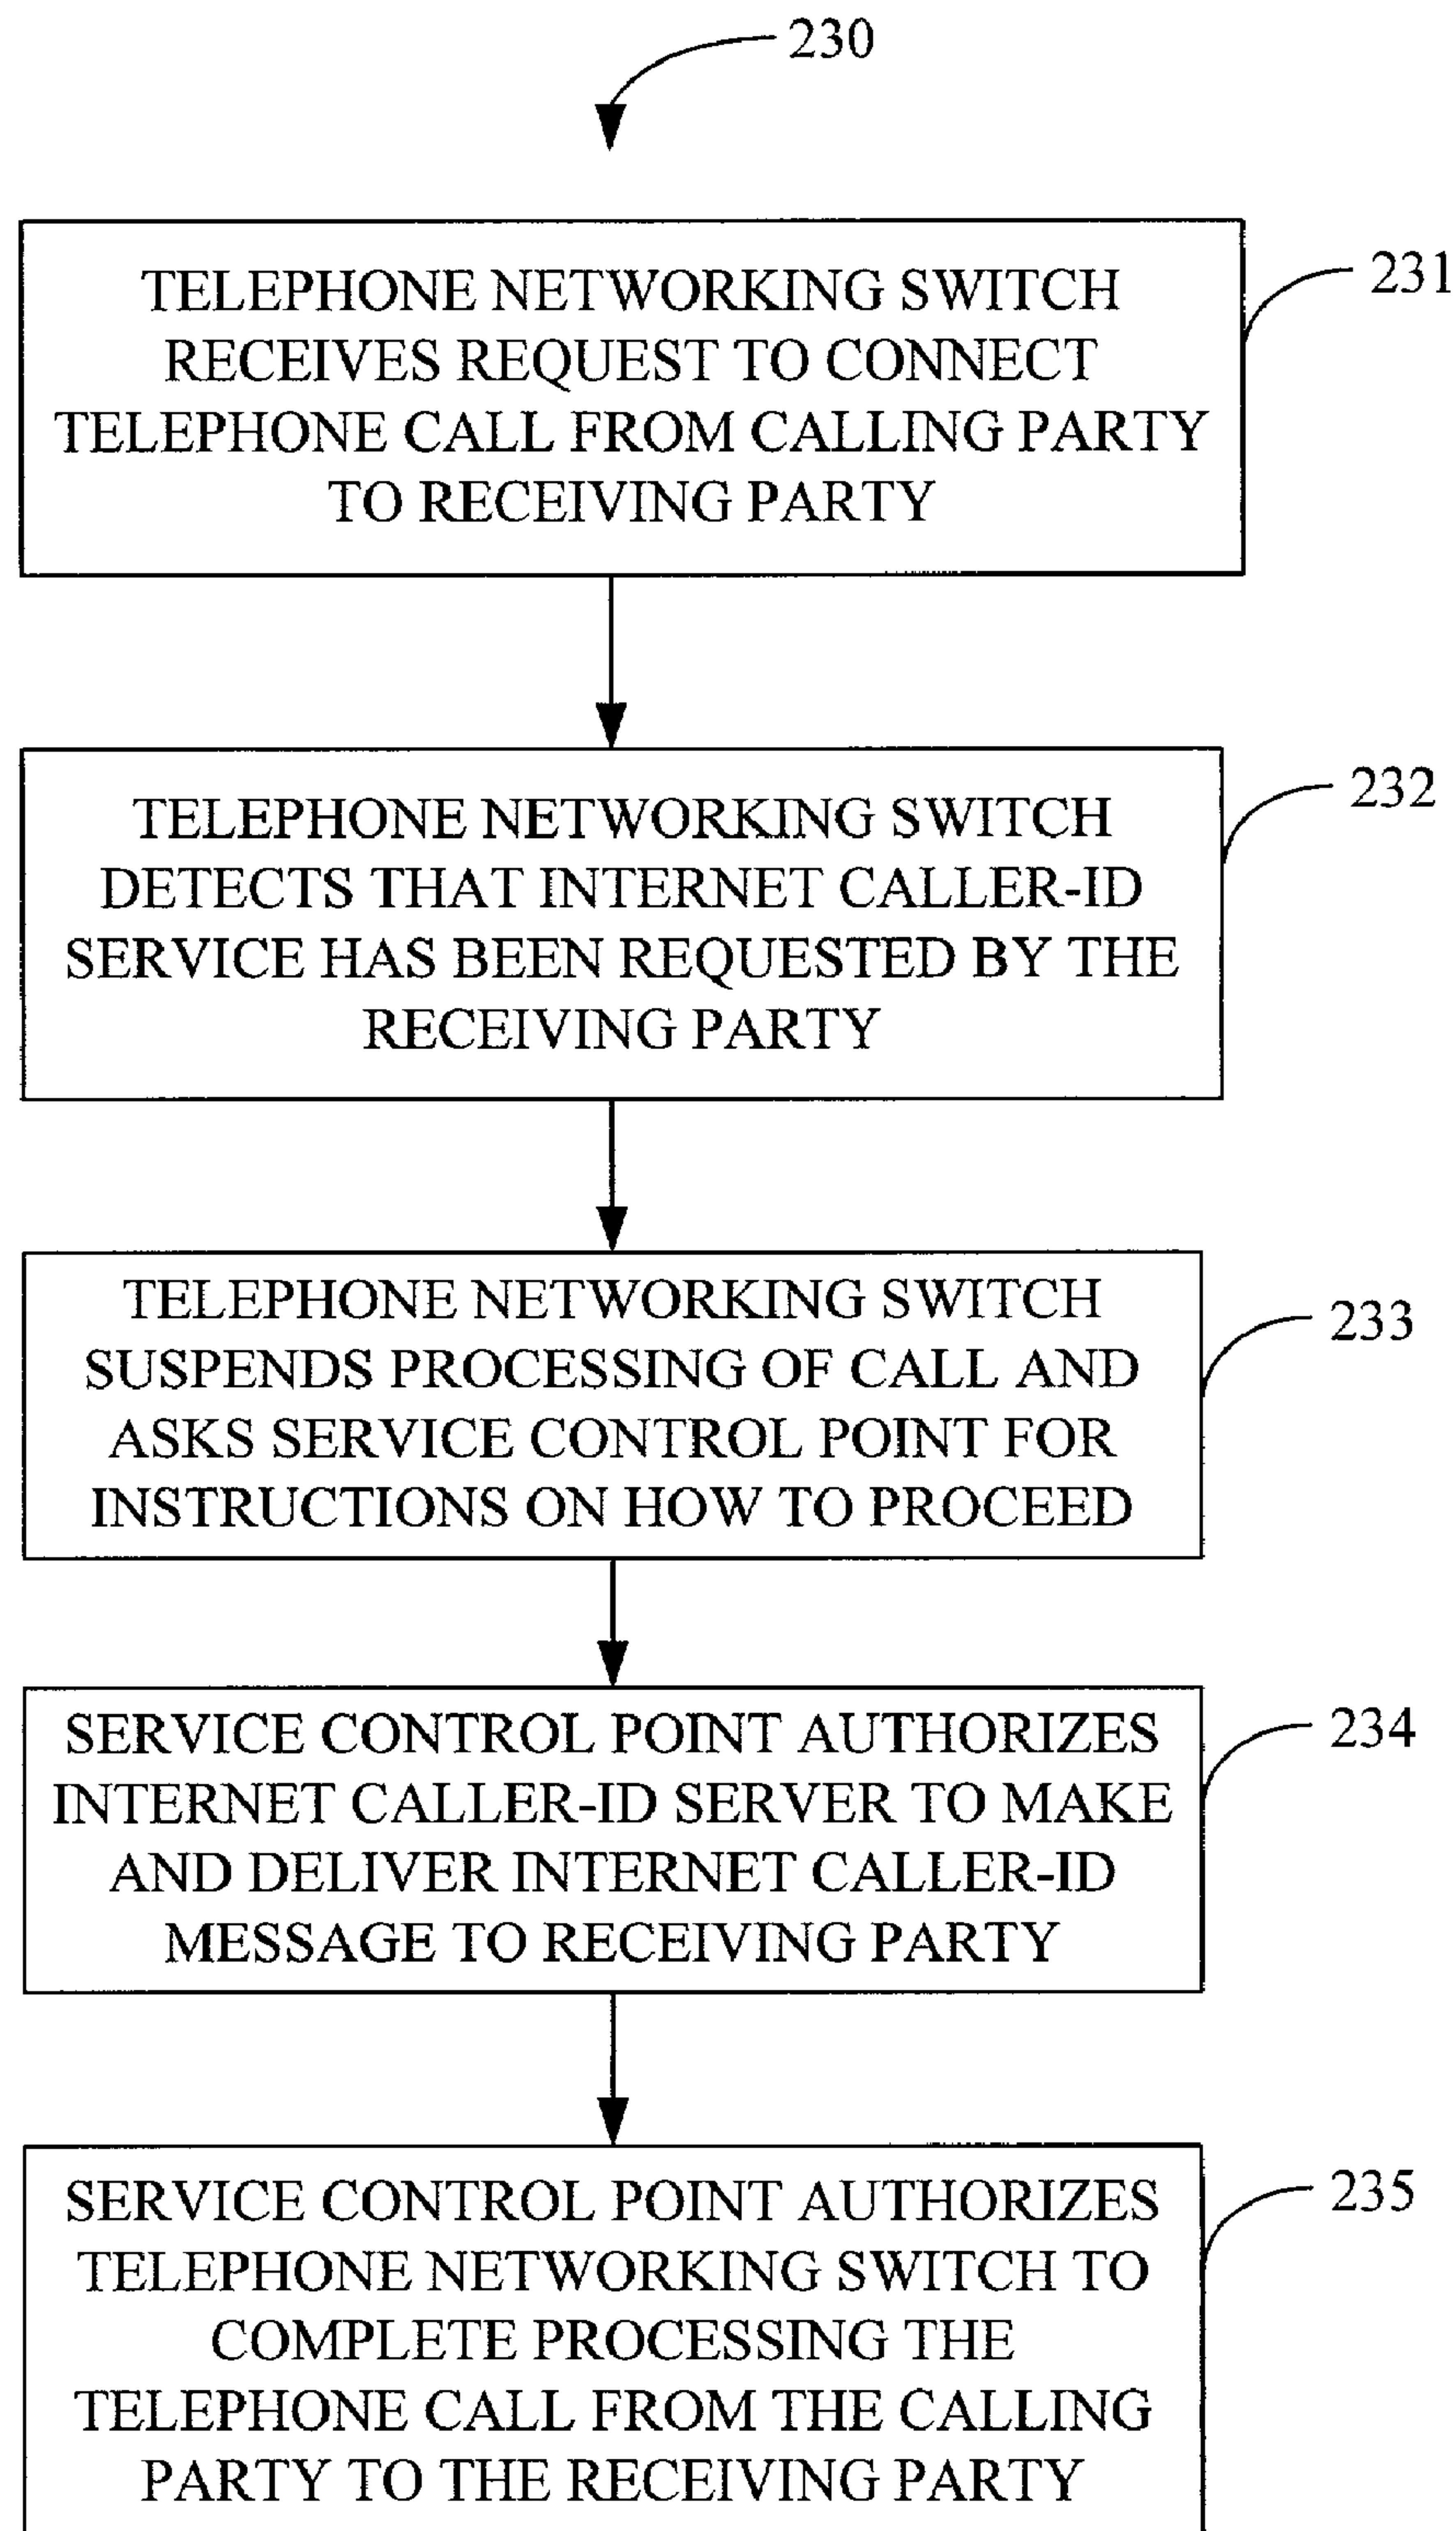 230
TELEPHONE NETWORKING SWITCH
RECEIVES REQUEST TO CONNECT
TELEPHONE CALL FROM CALLING PARTY
TO RECEIVING PARTY
231
TELEPHONE NETWORKING SWITCH
DETECTS THAT INTERNET CALLER-ID
SERVICE HAS BEEN REQUESTED BY THE
RECEIVING PARTY
232
TELEPHONE NETWORKING SWITCH
SUSPENDS PROCESSING OF CALL AND
ASKS SERVICE CONTROL POINT FOR
INSTRUCTIONS ON HOW TO PROCEED
233
SERVICE CONTROL POINT AUTHORIZES
INTERNET CALLER-ID SERVER TO MAKE
AND DELIVER INTERNET CALLER-ID
MESSAGE TO RECEIVING PARTY
234
SERVICE CONTROL POINT AUTHORIZES
TELEPHONE NETWORKING SWITCH TO
COMPLETE PROCESSING THE
TELEPHONE CALL FROM THE CALLING
PARTY TO THE RECEIVING PARTY
235